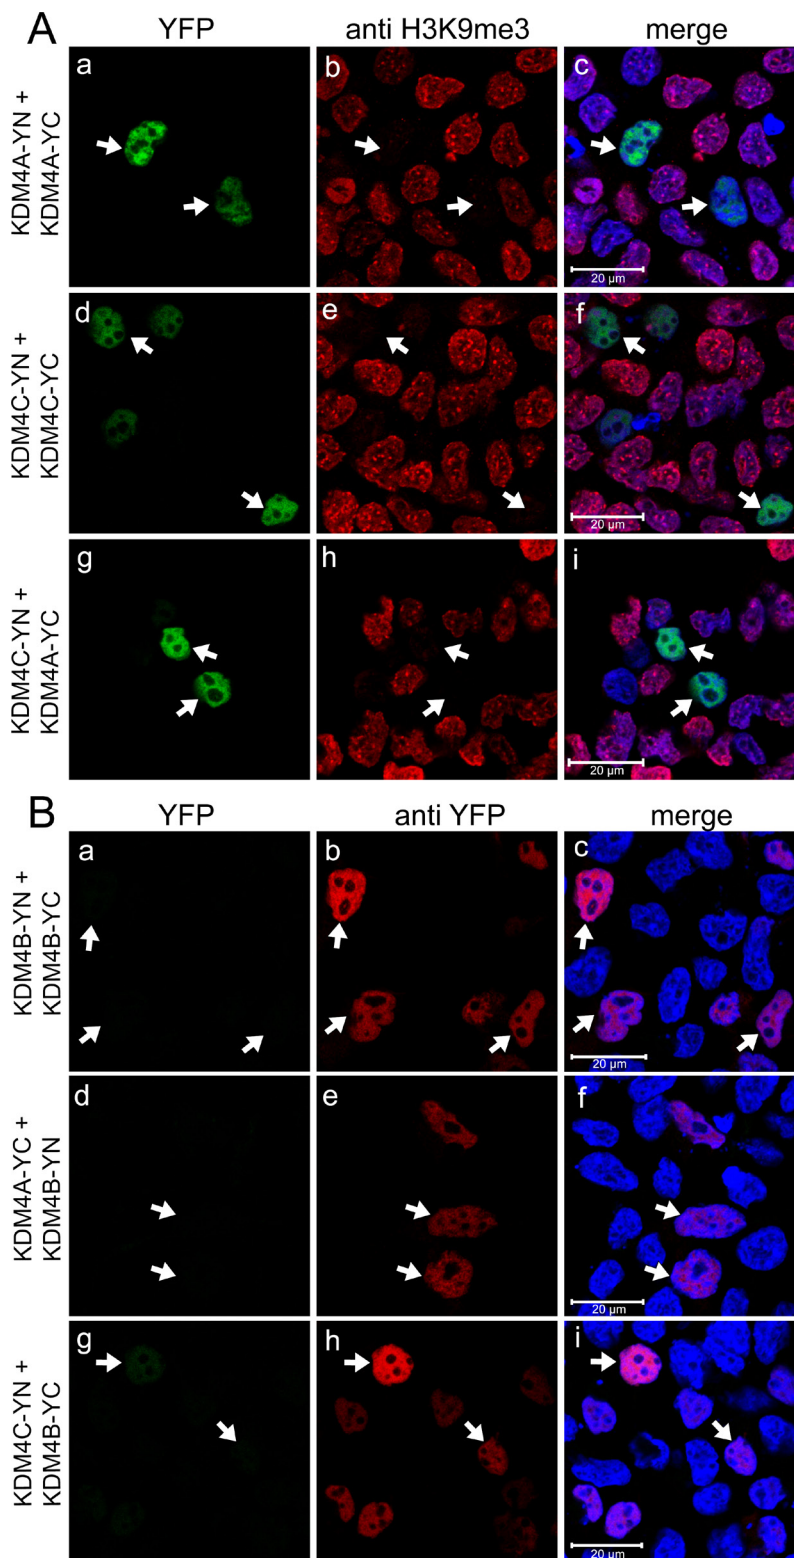 A
YFP
anti H3K9me3
merge
KDM4A-YN +
KDM4A-YC
a
b
c
20 µm
KDM4C-YN +
KDM4C-YC
d
e
f
20 µm
KDM4C-YN +
KDM4A-YC
g
h
i
20 µm
B
YFP
anti YFP
merge
KDM4B-YN +
KDM4B-YC
a
b
c
20 µm
KDM4A-YC +
KDM4B-YN
d
e
f
20 µm
KDM4C-YN +
KDM4B-YC
g
h
i
20 µm